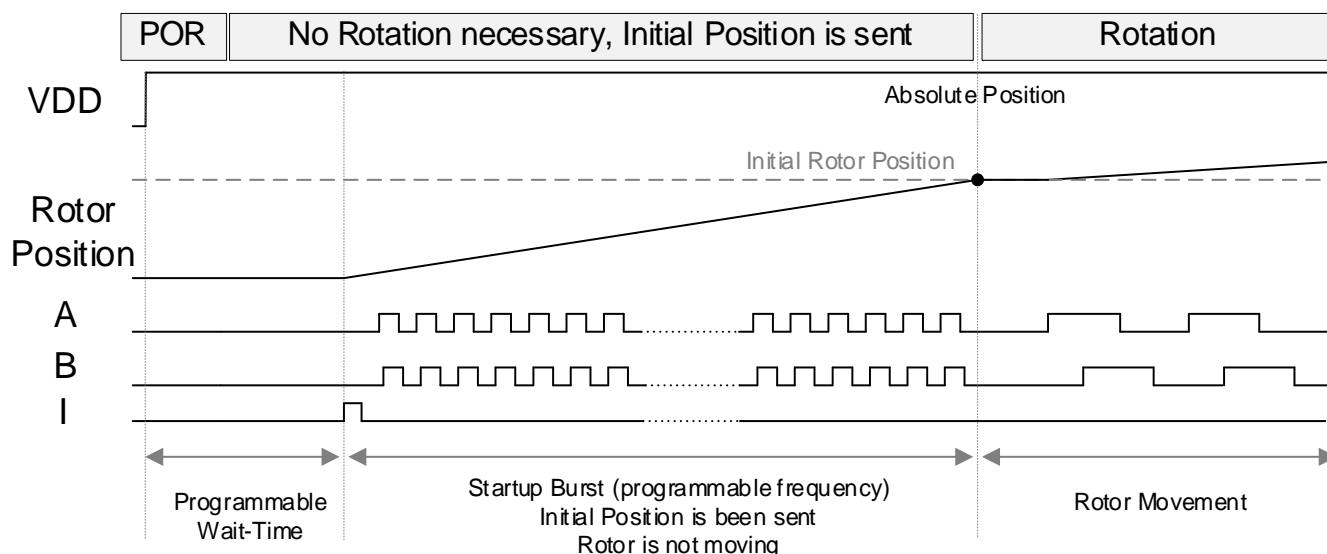 POR
No Rotation necessary, Initial Position is sent
Rotation
VDD
Absolute Position
Initial Rotor Position
Rotor
Position
A
B
I
Programmable
Wait-Time
Startup Burst (programmable frequency)
Initial Position is been sent
Rotor is not moving
Rotor Movement